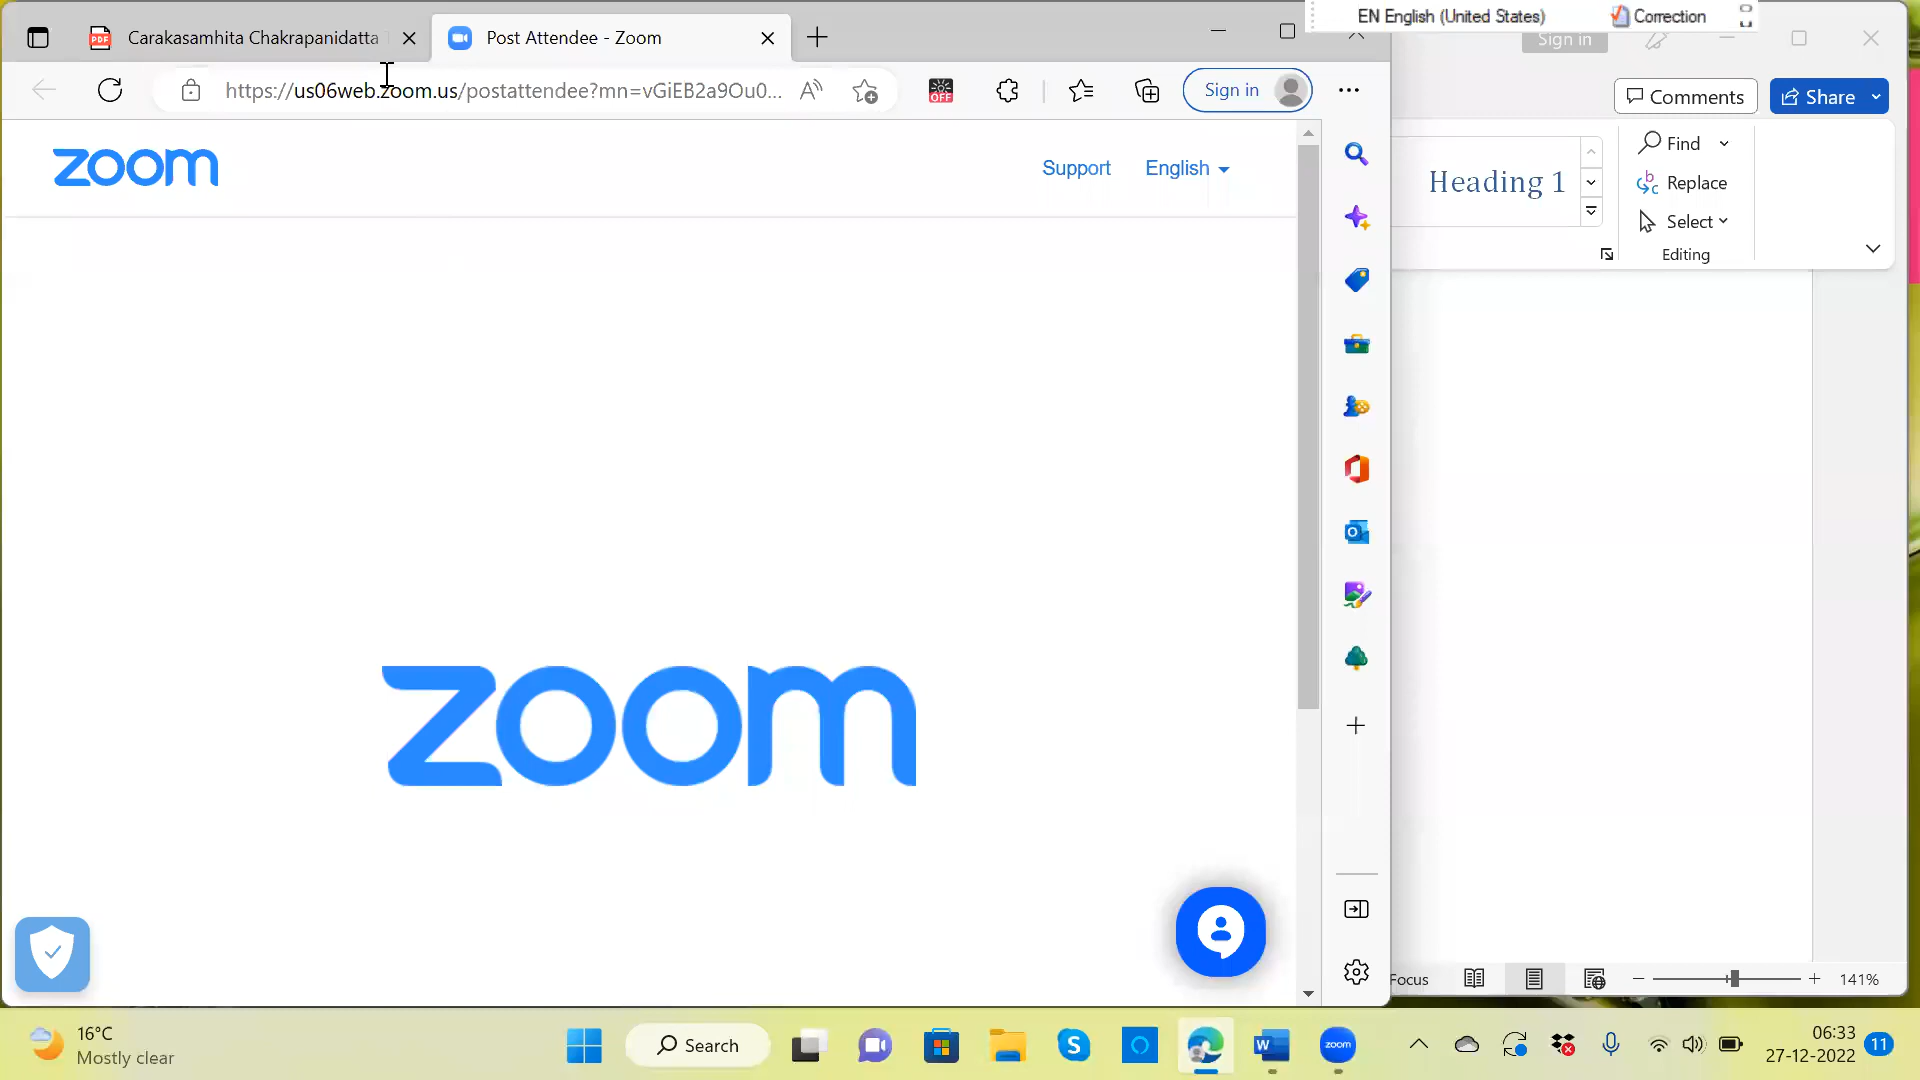 Carakasamhita Chakrapanidatta
Post Attendee - Zoom
EN English (United States)
Correction
Sign in
https://us06web.zoom.us/postattendee?mn=vGiEB2a9Ou0...
OFF
Sign in
Comments
Share
zoom
Support
English
Heading 1
Find
Replace
Select
Editing
zoom
Focus
141%
16°C
Mostly clear
Search
zoom
06:33
27-12-2022
11